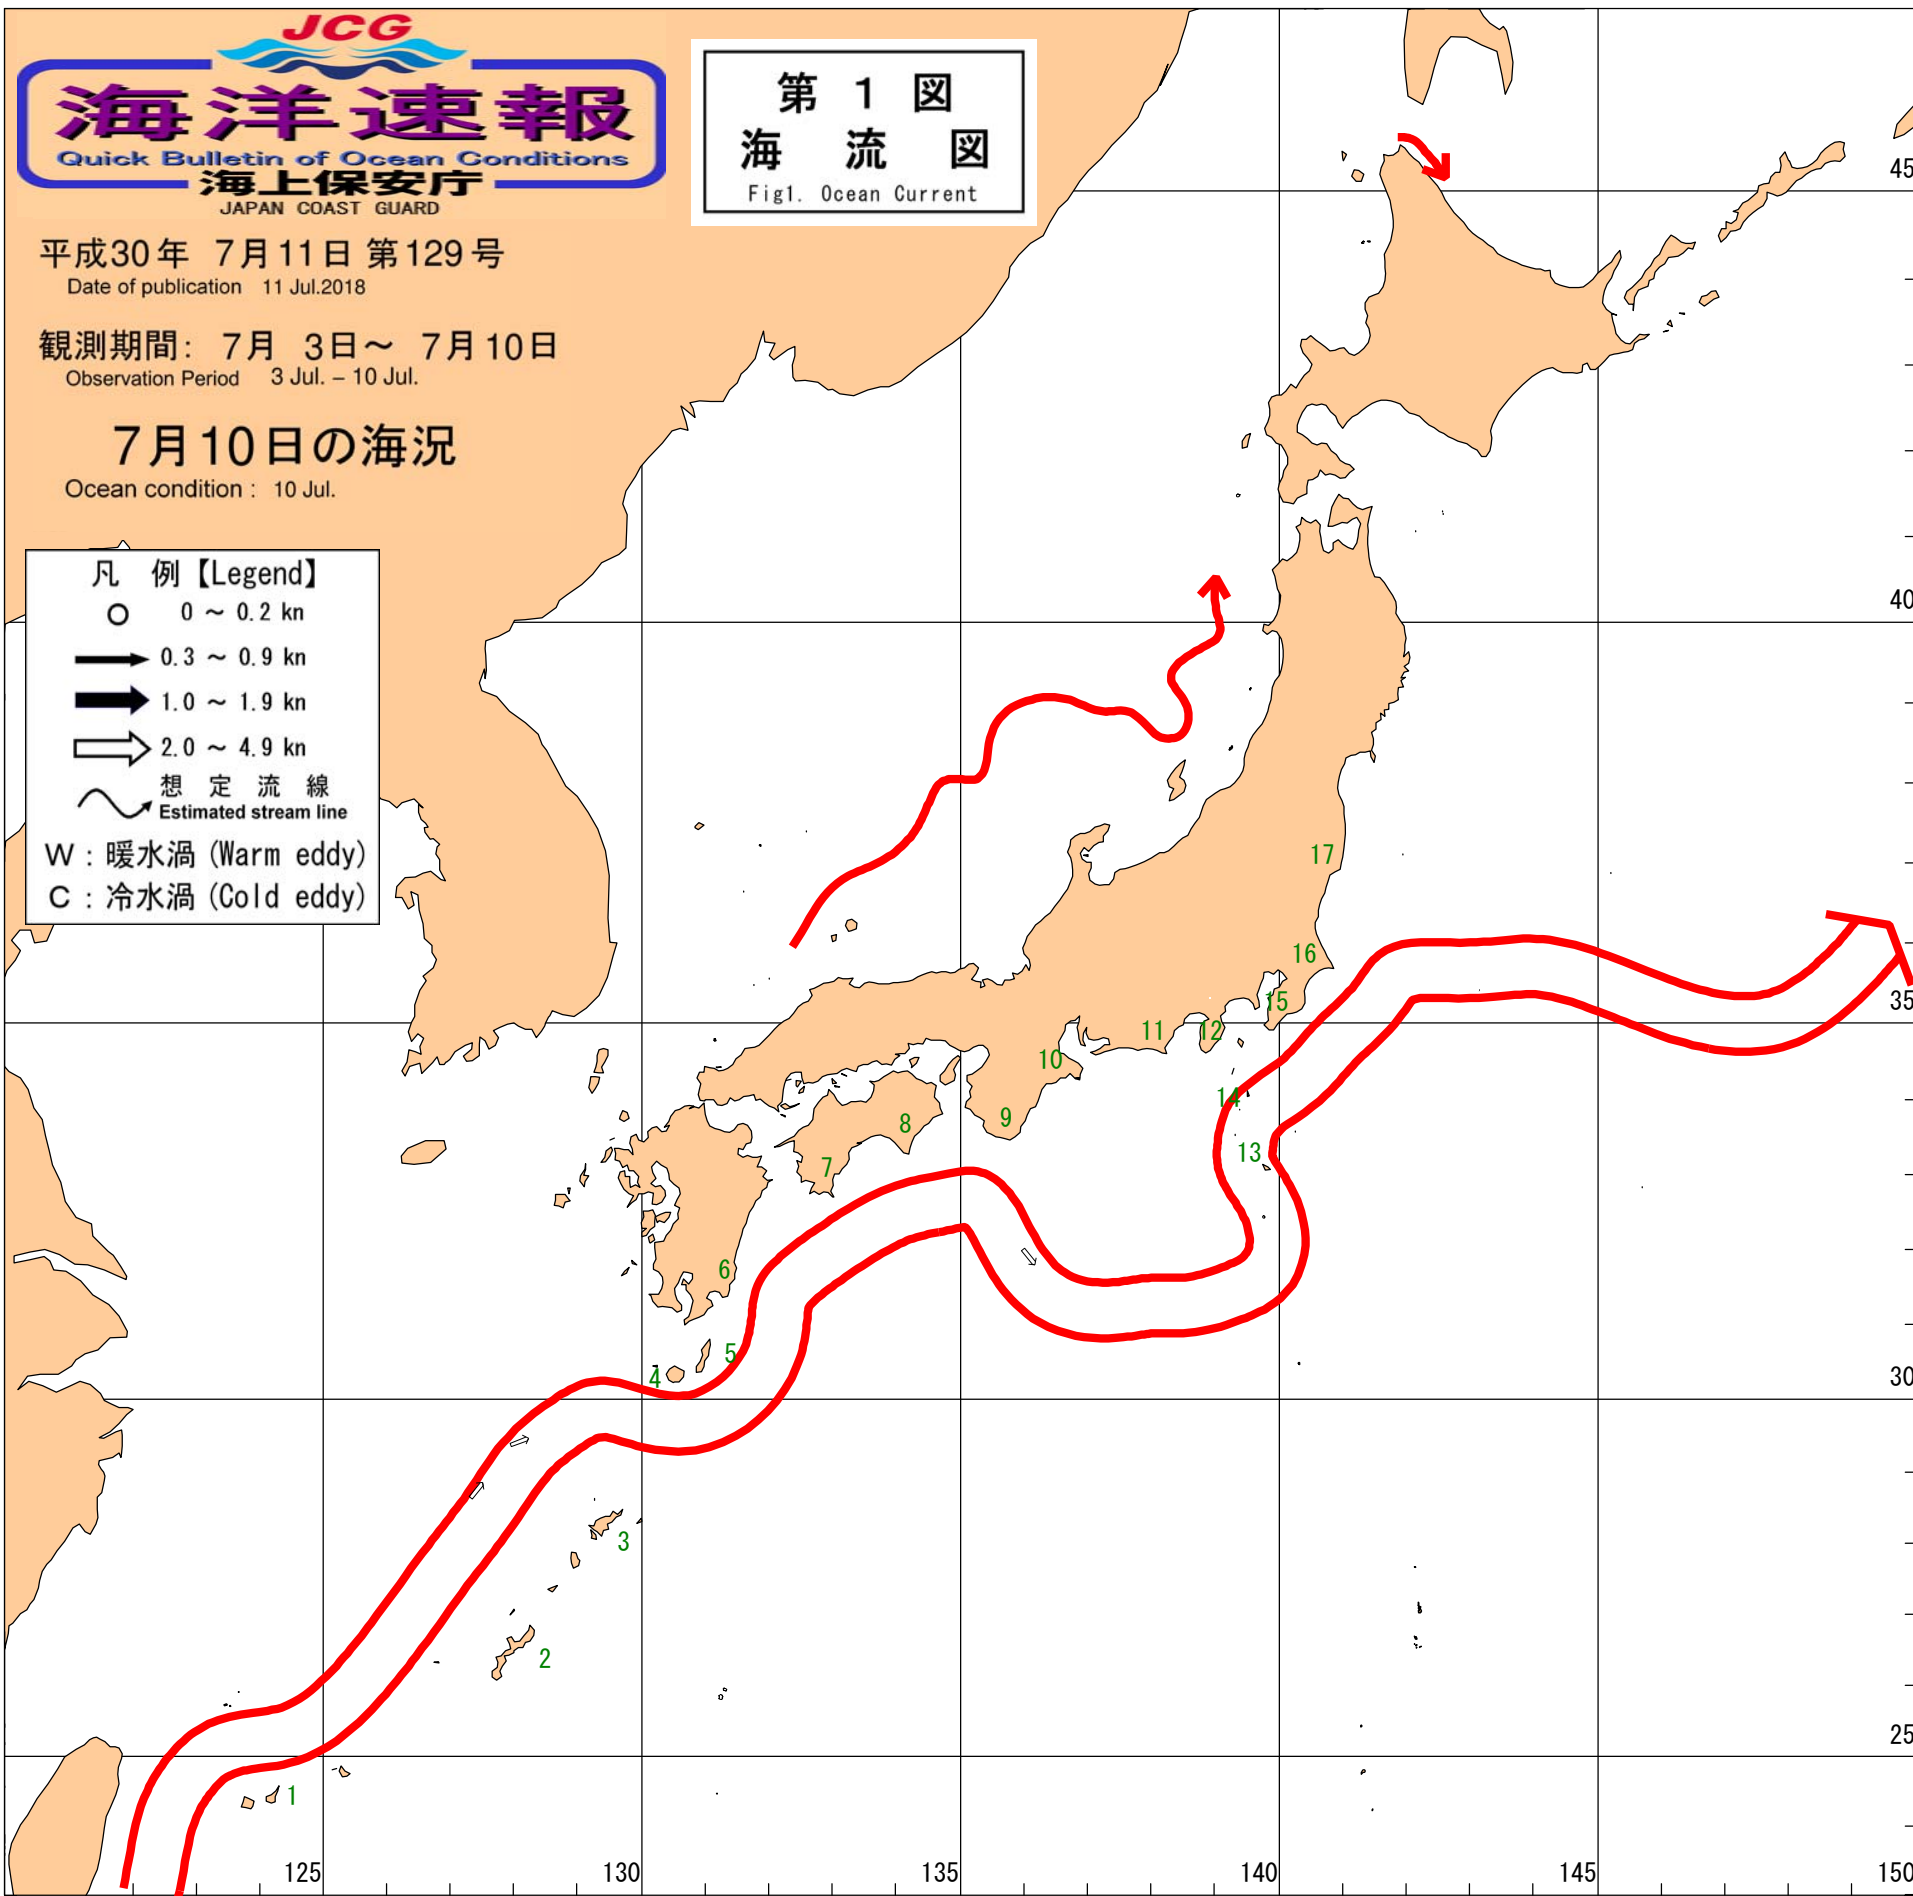 JCG
海洋速報
Quick Bulletin of Ocean Conditions
海上保安庁
JAPAN COAST GUARD
第 1 図
海 流 図
Fig1. Ocean Current
平成30年 7月11日 第129号
Date of publication 11 Jul.2018
観測期間: 7月 3日～ 7月10日
Observation Period 3 Jul. – 10 Jul.
7月10日の海況
Ocean condition : 10 Jul.
凡 例【Legend】
0 ～ 0.2 kn
0.3 ～ 0.9 kn
1.0 ～ 1.9 kn
2.0 ～ 4.9 kn
想 定 流 線
Estimated stream line
W : 暖水渦 (Warm eddy)
C : 冷水渦 (Cold eddy)
45
40
17
16
35
15
11
12
10
14
9
8
13
7
6
5
4
30
3
2
25
1
125
130
135
140
145
150